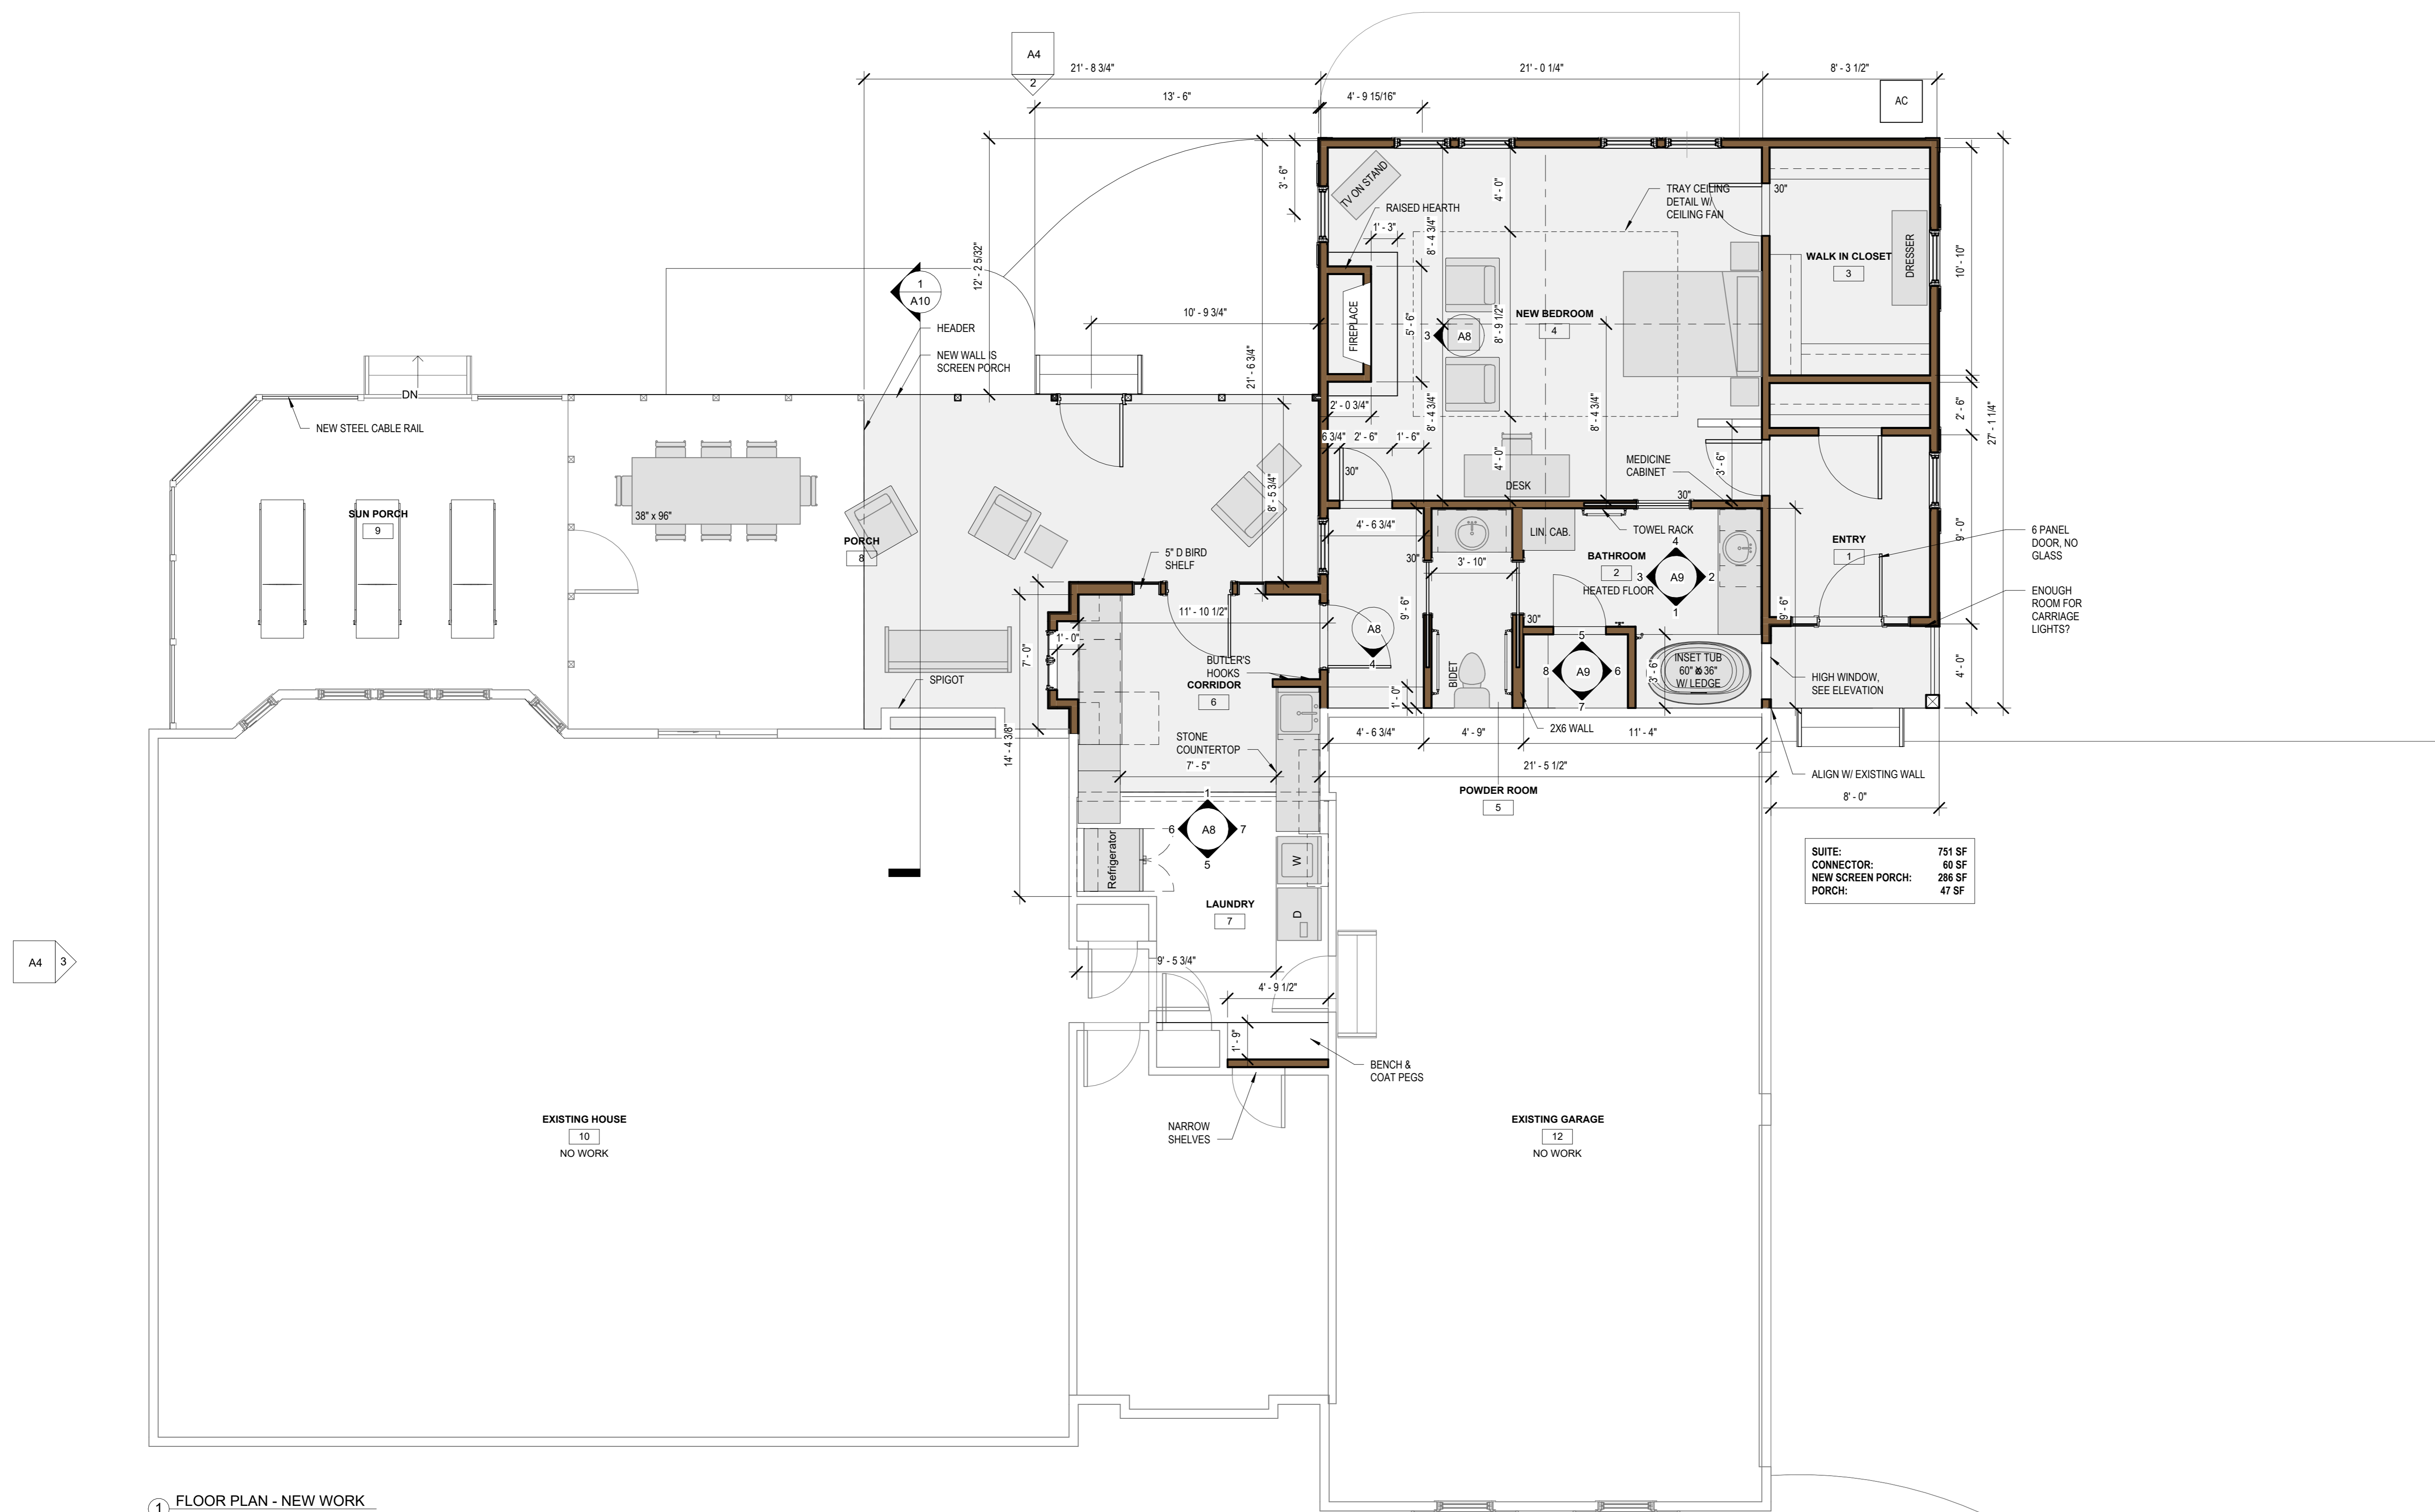 A4
2
21' - 8 3/4"
21' - 0 1/4"
8' - 3 1/2"
13' - 6"
4' - 9 15/16"
AC
12' - 2 5/32"
3' - 6"
TV ON STAND
RAISED HEARTH
1' - 3"
8' - 4 3/4"
4' - 0"
TRAY CEILING
DETAIL W/
CEILING FAN
30"
DRESSER
WALK IN CLOSET
3
10' - 10"
27' - 1 1/4"
1
A10
HEADER
NEW WALL IS
SCREEN PORCH
10' - 9 3/4"
21' - 6 3/4"
FIREPLACE
5' - 6"
3
A8
8' - 9 1/2"
NEW BEDROOM
4
DN
NEW STEEL CABLE RAIL
2' - 0 3/4"
8' - 4 3/4"
8' - 4 3/4"
2' - 6"
6 3/4"
2' - 6"
1' - 6"
30"
4' - 0"
DESK
MEDICINE
CABINET
3' - 6"
30"
8' - 5 3/4"
38" x 96"
SUN PORCH
9
PORCH
8
5" D BIRD
SHELF
4' - 6 3/4"
30"
3' - 10"
LIN. CAB.
TOWEL RACK
BATHROOM
2
HEATED FLOOR
4
3
A9
2
1
ENTRY
1
9' - 0"
6 PANEL
DOOR, NO
GLASS
ENOUGH
ROOM FOR
CARRIAGE
LIGHTS?
11' - 10 1/2"
1' - 0"
7' - 0"
9' - 6"
9' - 6"
A8
4
30"
5
8
A9
6
7
3' - 6"
INSET TUB
60" X 36"
W/ LEDGE
4' - 0"
HIGH WINDOW,
SEE ELEVATION
BUTLER'S
HOOKS
CORRIDOR
6
SPIGOT
BIDET
1' - 0"
2X6 WALL
STONE
COUNTERTOP
4' - 6 3/4"
4' - 9"
11' - 4"
14' - 4 3/8"
7' - 5"
21' - 5 1/2"
ALIGN W/ EXISTING WALL
POWDER ROOM
5
8' - 0"
1
6
A8
7
5
Refrigerator
W
D
LAUNDRY
7
SUITE: 751 SF
CONNECTOR: 60 SF
NEW SCREEN PORCH: 286 SF
PORCH: 47 SF
A4
3
9' - 5 3/4"
4' - 9 1/2"
1' - 9"
BENCH &
COAT PEGS
NARROW
SHELVES
EXISTING HOUSE
10
NO WORK
EXISTING GARAGE
12
NO WORK
1
FLOOR PLAN - NEW WORK